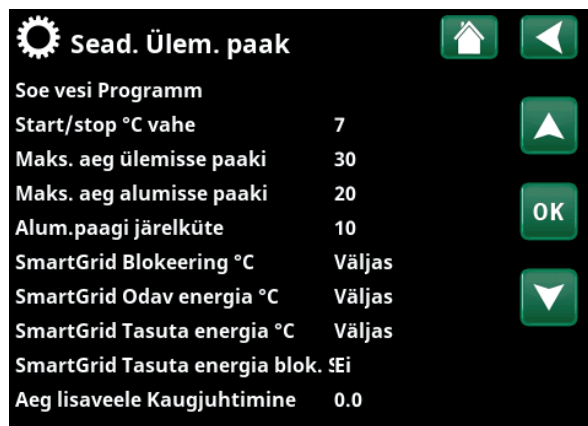 Sead. Ülem. paak
Soe vesi Programm
Start/stop °C vahe 7
Maks. aeg ülemisse paaki 30
Maks. aeg alumisse paaki 20
Alum.paagi järelküte 10
OK
SmartGrid Blokeering °C Väljas
SmartGrid Odav energia °C Väljas
SmartGrid Tasuta energia °C Väljas
SmartGrid Tasuta energia blok. Ei
Aeg lisaveele Kaugjuhtimine 0.0